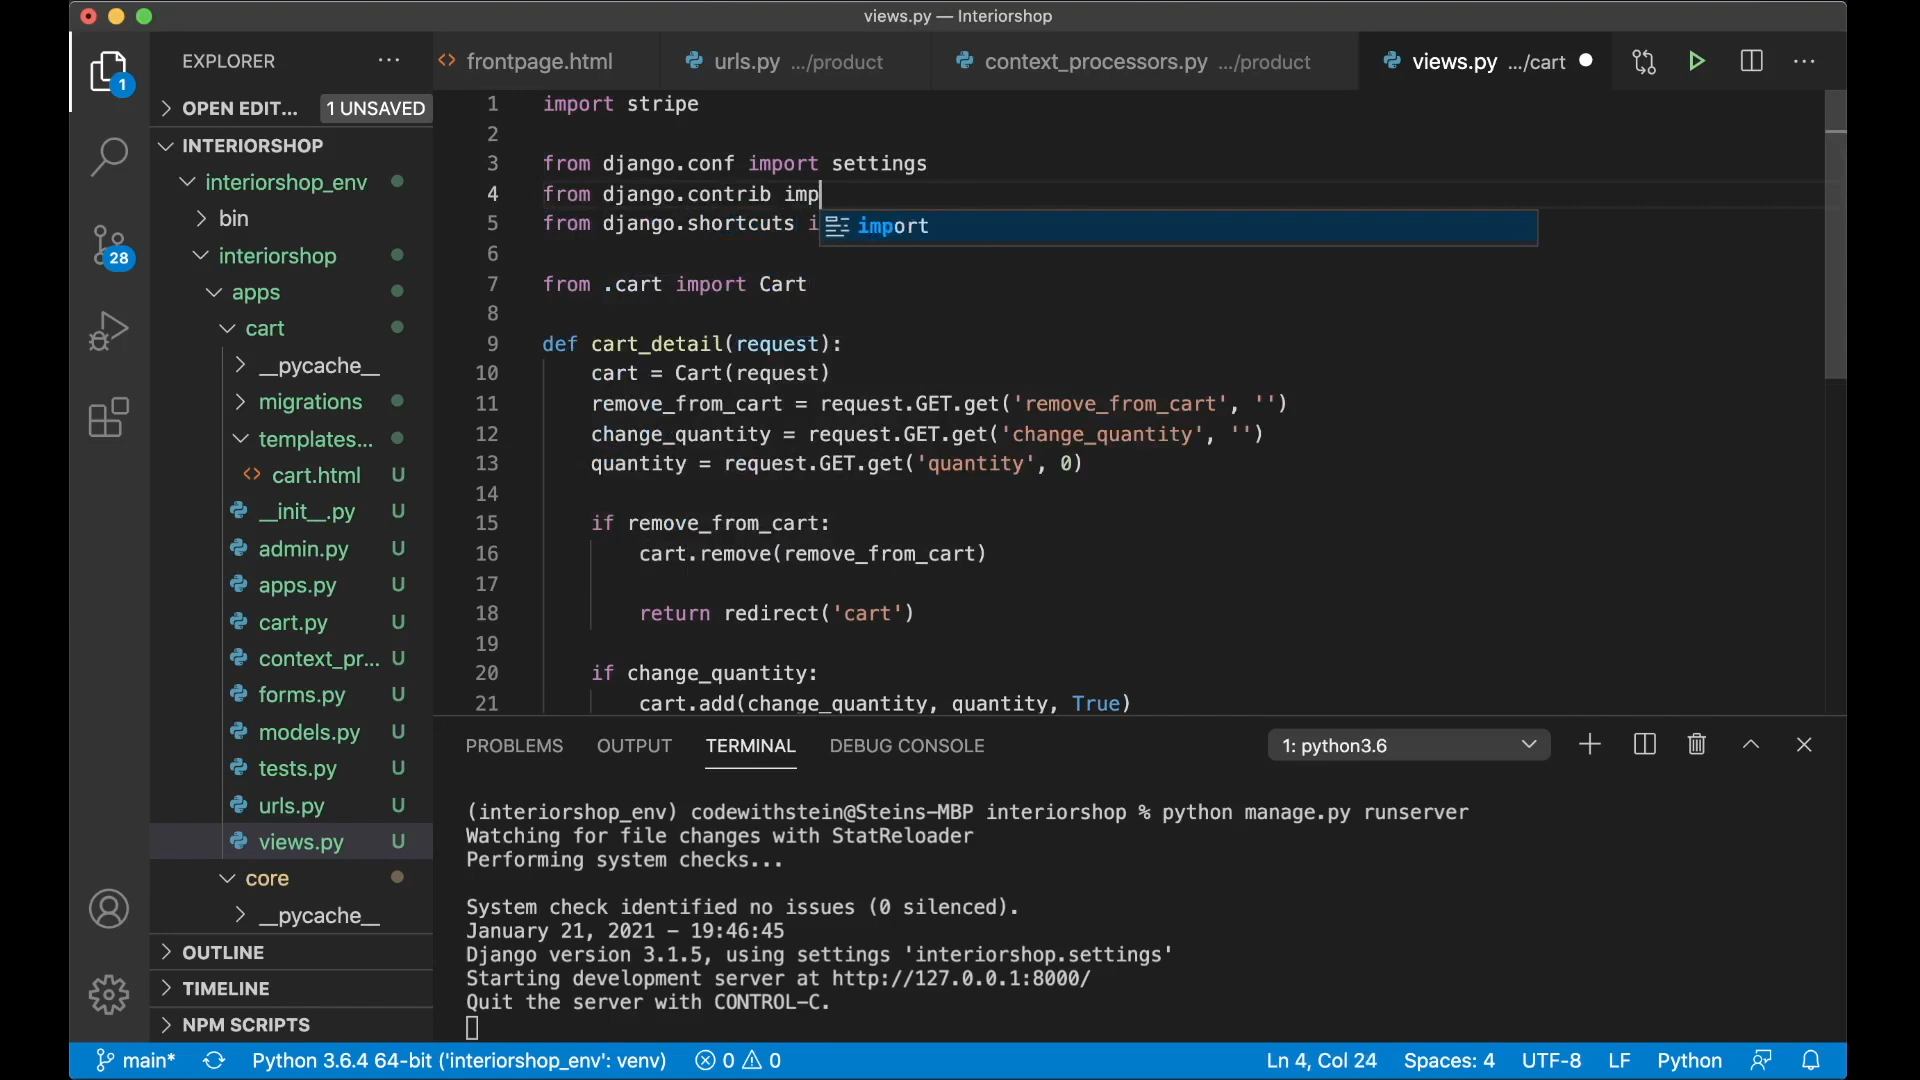 views.py — Interiorshop
EXPLORER
frontpage.html
urls.py .../product
context_processors.py .../product
views.py .../cart
1
OPEN EDIT... 1 UNSAVED
INTERIORSHOP
interiorshop_env
bin
28
interiorshop
apps
cart
__pycache__
migrations
templates...
cart.html U
__init__.py U
admin.py U
apps.py U
cart.py U
context_pr... U
forms.py U
models.py U
tests.py U
urls.py U
views.py U
core
__pycache__
OUTLINE
TIMELINE
NPM SCRIPTS
1 import stripe
2
3 from django.conf import settings
4 from django.contrib imp
import
5 from django.shortcuts i
6
7 from .cart import Cart
8
9 def cart_detail(request):
10 cart = Cart(request)
11 remove_from_cart = request.GET.get('remove_from_cart', '')
12 change_quantity = request.GET.get('change_quantity', '')
13 quantity = request.GET.get('quantity', 0)
14
15 if remove_from_cart:
16 cart.remove(remove_from_cart)
17
18 return redirect('cart')
19
20 if change_quantity:
21 cart.add(change_quantity, quantity, True)
PROBLEMS OUTPUT TERMINAL DEBUG CONSOLE 1: python3.6
(interiorshop_env) codewithstein@Steins-MBP interiorshop % python manage.py runserver
Watching for file changes with StatReloader
Performing system checks...
System check identified no issues (0 silenced).
January 21, 2021 - 19:46:45
Django version 3.1.5, using settings 'interiorshop.settings'
Starting development server at http://127.0.0.1:8000/
Quit the server with CONTROL-C.
main* Python 3.6.4 64-bit ('interiorshop_env': venv) 0 0 Ln 4, Col 24 Spaces: 4 UTF-8 LF Python